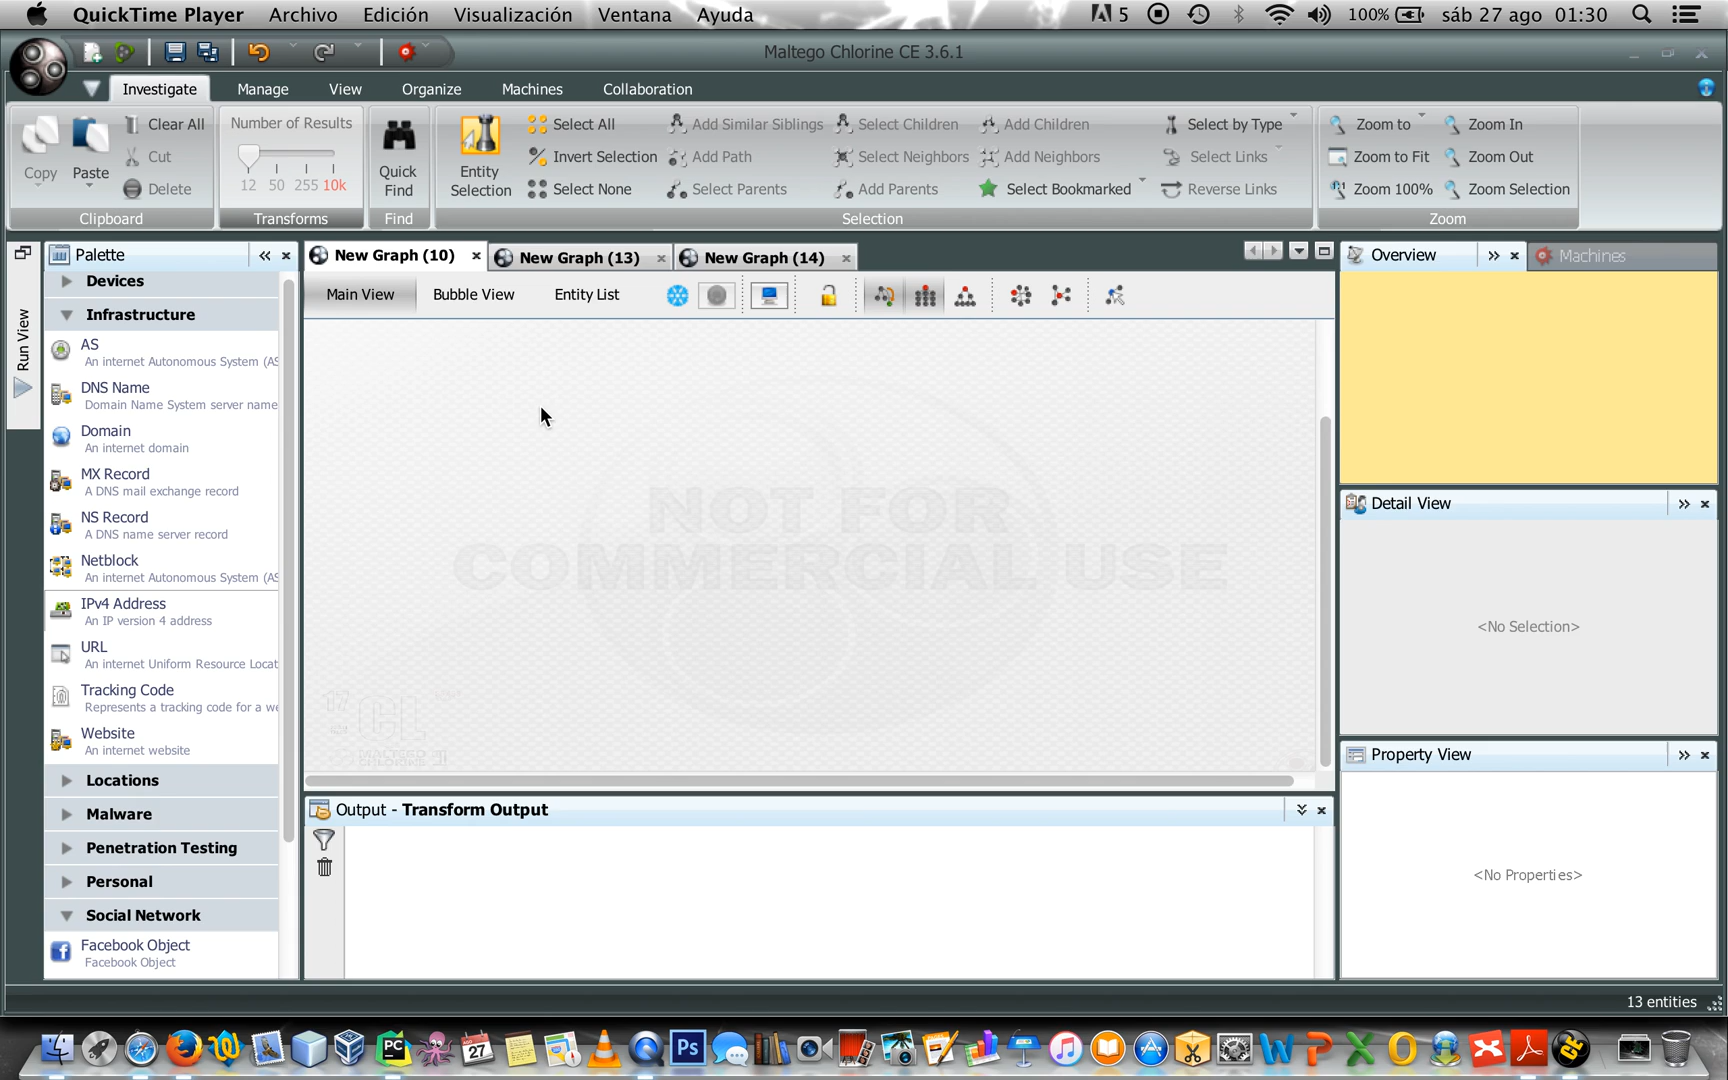 QuickTime Player Archivo Edición Visualización Ventana Ayuda 5 100% sáb 27 ago 01:30
Maltego Chlorine CE 3.6.1
Investigate Manage View Organize Machines Collaboration
Copy
Paste
Clear All
Cut
Delete
Clipboard
Number of Results
12 50 255 10k
Transforms
Quick
Find
Find
Entity
Selection
Select All
Invert Selection
Select None
Add Similar Siblings
Add Path
Select Parents
Select Children
Select Neighbors
Add Parents
Add Children
Add Neighbors
Select Bookmarked
Select by Type
Select Links
Reverse Links
Selection
Zoom to
Zoom to Fit
Zoom 100%
Zoom In
Zoom Out
Zoom Selection
Zoom
Run View
Palette
Devices
Infrastructure
AS
An internet Autonomous System (AS
DNS Name
Domain Name System server name
Domain
An internet domain
MX Record
A DNS mail exchange record
NS Record
A DNS name server record
Netblock
An internet Autonomous System (AS
IPv4 Address
An IP version 4 address
URL
An internet Uniform Resource Locat
Tracking Code
Represents a tracking code for a we
Website
An internet website
Locations
Malware
Penetration Testing
Personal
Social Network
Facebook Object
Facebook Object
New Graph (10) New Graph (13) New Graph (14)
Main View Bubble View Entity List
NOT FOR
COMMERCIAL USE
17
CL
MALTEGO
CHLORINE
Output - Transform Output
Overview
Machines
Detail View
<No Selection>
Property View
<No Properties>
13 entities